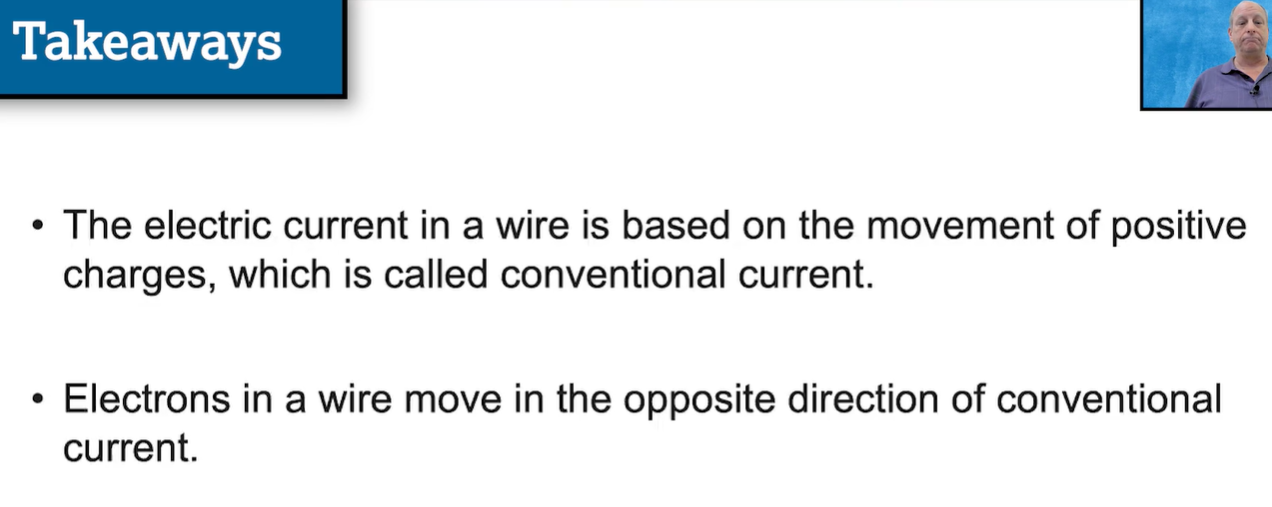 Takeaways
• The electric current in a wire is based on the movement of positive
charges, which is called conventional current.
• Electrons in a wire move in the opposite direction of conventional
current.